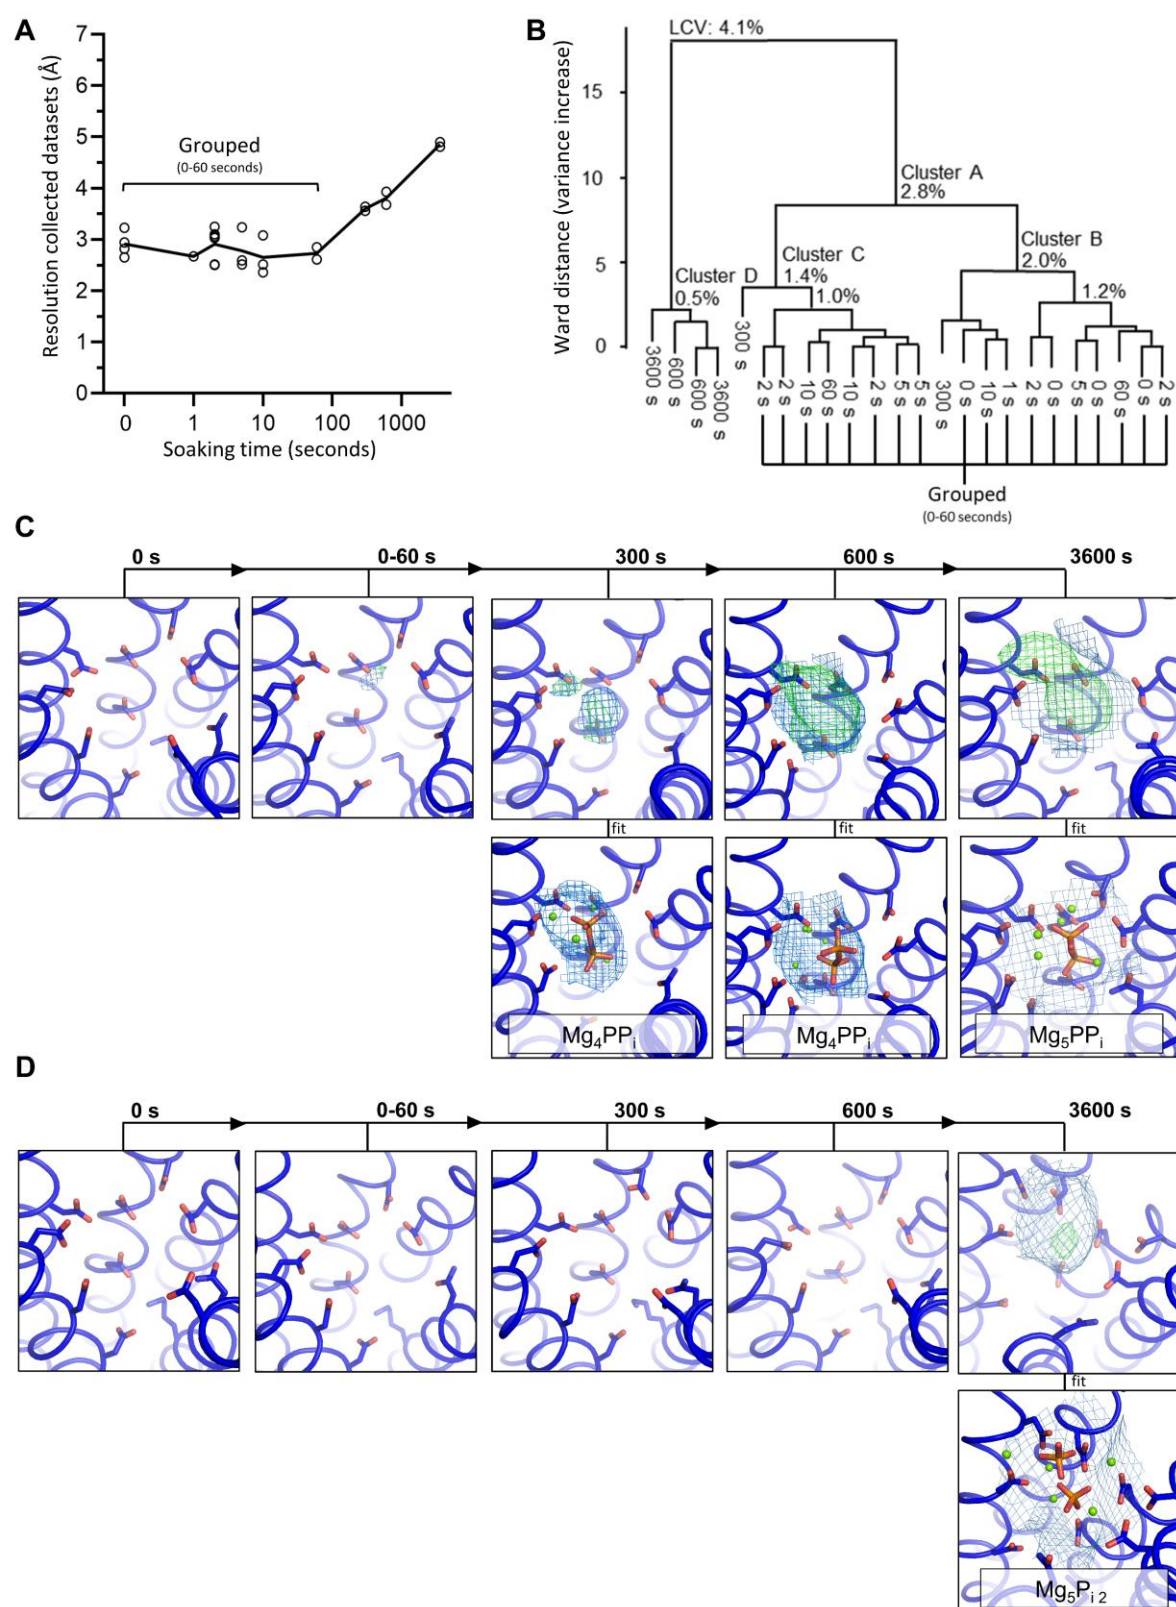 A
Resolution collected datasets (Å)
7
6
5
4
3
2
1
0
Grouped
(0-60 seconds)
0 1 10 100 1000
Soaking time (seconds)
B
Ward distance (variance increase)
15
10
5
0
LCV: 4.1%
Cluster A
2.8%
Cluster B
2.0%
Cluster C
1.4%
Cluster D
0.5%
1.0%
1.2%
3600 s
600 s
600 s
3600 s
300 s
2 s
2 s
10 s
60 s
10 s
2 s
5 s
5 s
300 s
0 s
10 s
1 s
2 s
0 s
5 s
0 s
60 s
0 s
2 s
Grouped
(0-60 seconds)
C
0 s 0-60 s 300 s 600 s 3600 s
fit fit fit
Mg₄PPᵢ Mg₄PPᵢ Mg₅PPᵢ
D
0 s 0-60 s 300 s 600 s 3600 s
fit
Mg₅Pᵢ ₂